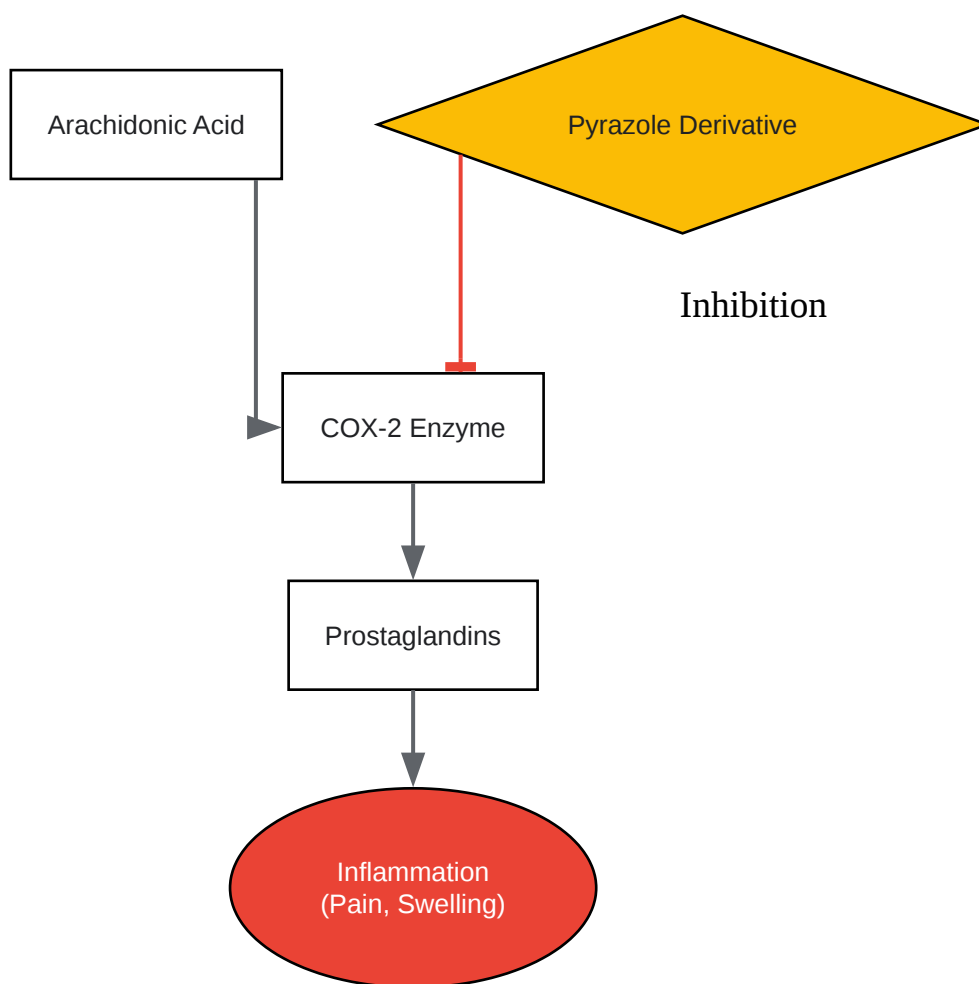 Arachidonic Acid
Pyrazole Derivative
Inhibition
COX-2 Enzyme
Prostaglandins
Inflammation
(Pain, Swelling)